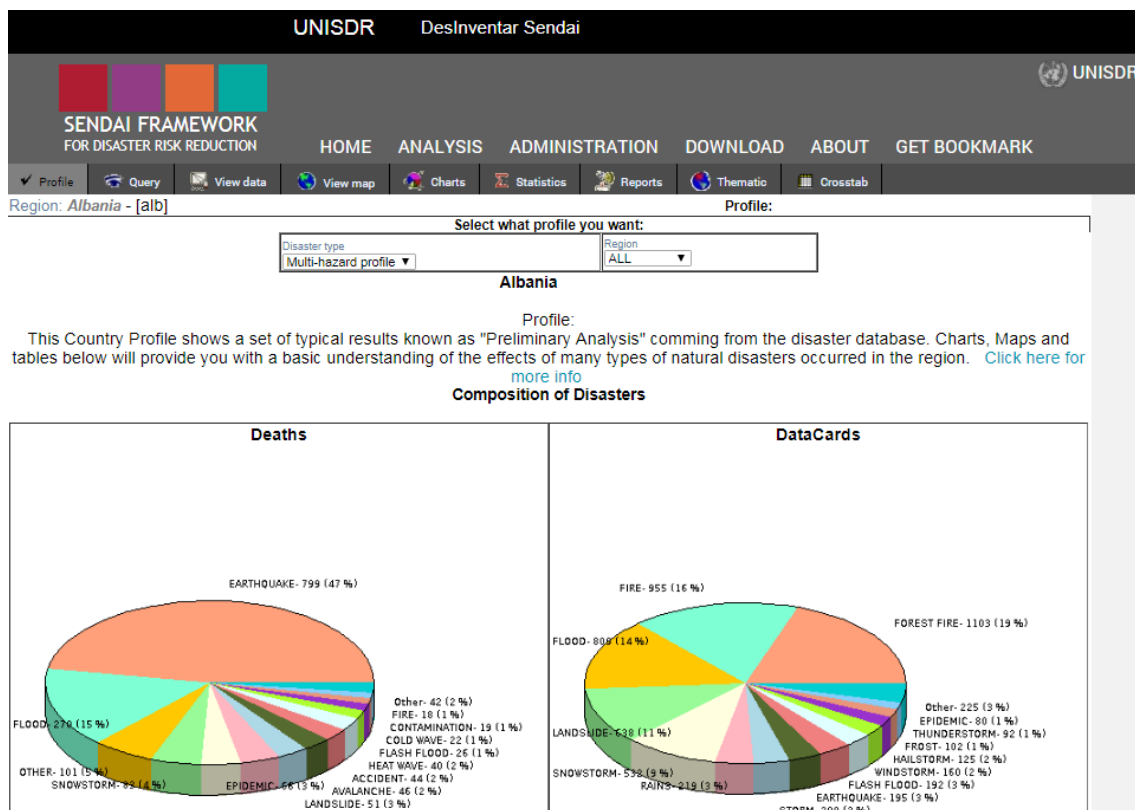 UNISDR DesInventar Sendai
UNISDR
SENDAI FRAMEWORK
FOR DISASTER RISK REDUCTION
HOME ANALYSIS ADMINISTRATION DOWNLOAD ABOUT GET BOOKMARK
Profile Query View data View map Charts Statistics Reports Thematic Crosstab
Region: Albania - [alb] Profile:
Select what profile you want:
Disaster type Region
Multi-hazard profile ALL
Albania
Profile:
This Country Profile shows a set of typical results known as "Preliminary Analysis" comming from the disaster database. Charts, Maps and
tables below will provide you with a basic understanding of the effects of many types of natural disasters occurred in the region. Click here for
more info
Composition of Disasters
Deaths
EARTHQUAKE- 799 (47 %)
FLOOD- (15 %)
OTHER- 101 (5 %)
SNOWSTORM- (4 %)
EPIDEMIC- 66 (3 %)
LANDSLIDE- 51 (3 %)
AVALANCHE- 46 (2 %)
ACCIDENT- 44 (2 %)
HEAT WAVE- 40 (2 %)
FLASH FLOOD- 26 (1 %)
COLD WAVE- 22 (1 %)
CONTAMINATION- 19 (1 %)
FIRE- 18 (1 %)
Other- 42 (2 %)
DataCards
FIRE- 955 (16 %)
FOREST FIRE- 1103 (19 %)
FLOOD- (14 %)
LANDSLIDE- 638 (11 %)
SNOWSTORM- (9 %)
RAINS- 219 (3 %)
EARTHQUAKE- 195 (3 %)
FLASH FLOOD- 192 (3 %)
WINDSTORM- 160 (2 %)
HAILSTORM- 125 (2 %)
FROST- 102 (1 %)
THUNDERSTORM- 92 (1 %)
EPIDEMIC- 80 (1 %)
Other- 225 (3 %)